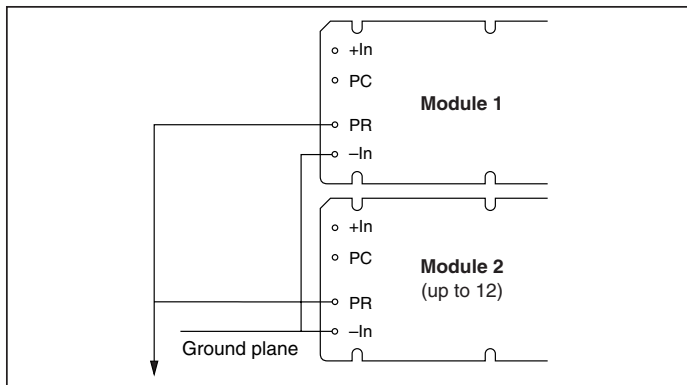 +In
PC
Module 1
PR
–In
+In
PC
Module 2
(up to 12)
PR
–In
Ground plane